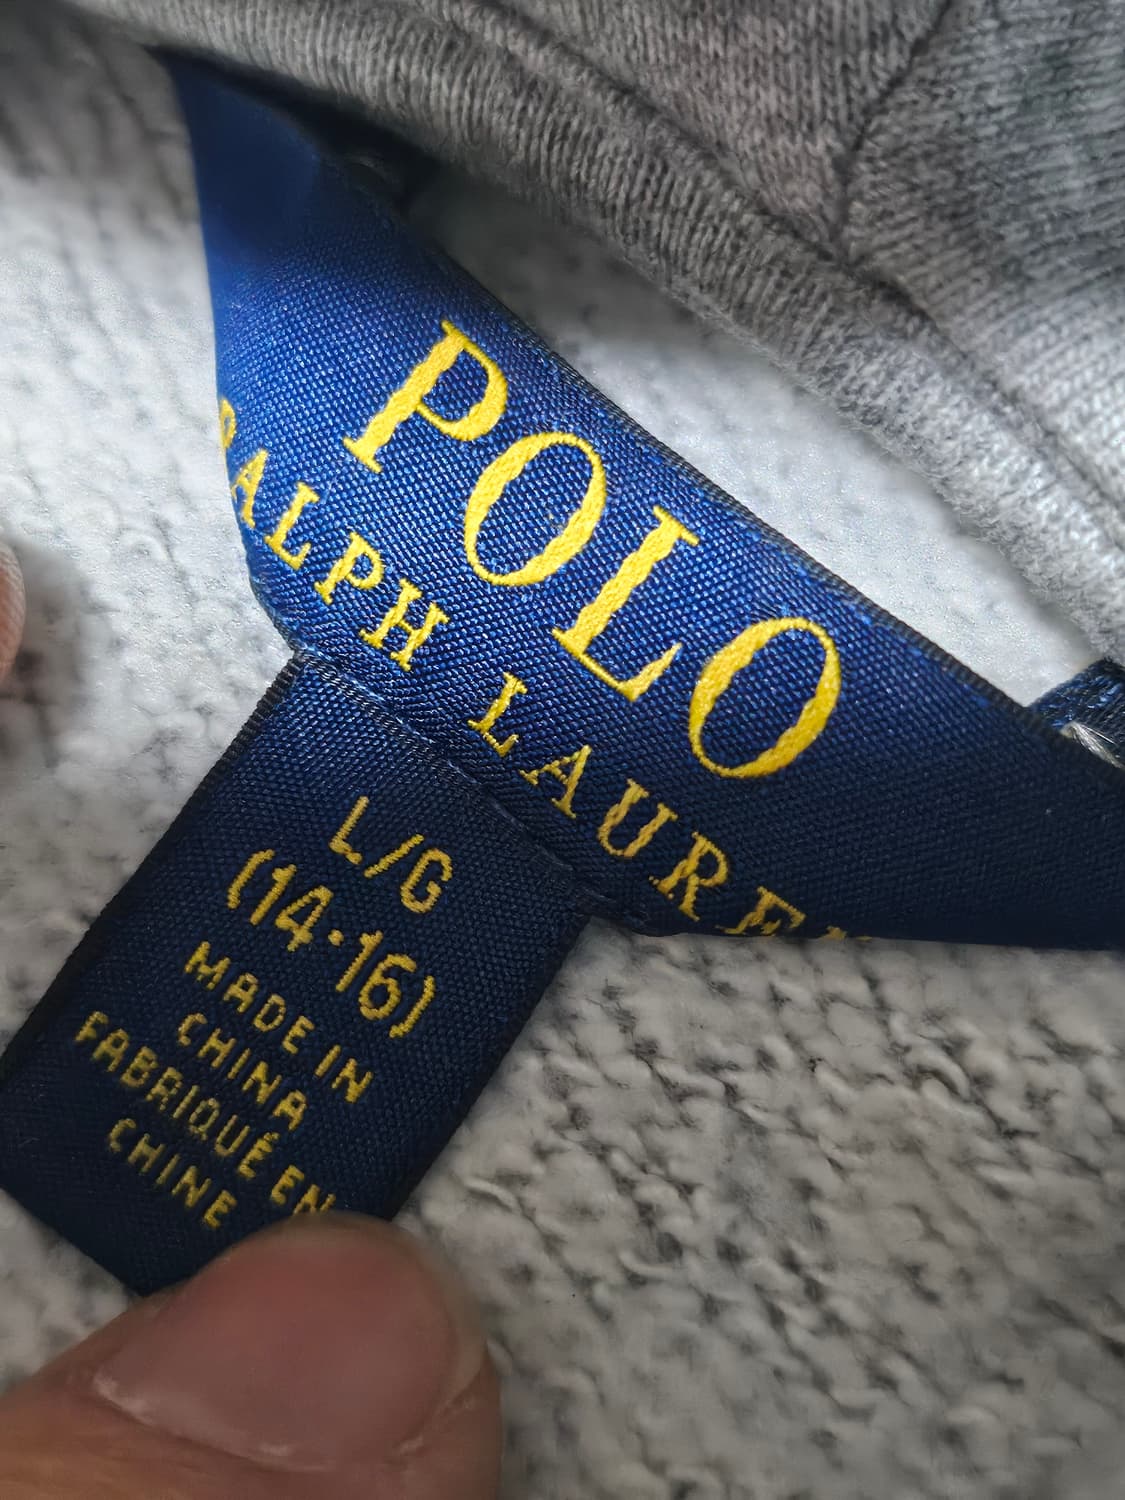 POLO
RALPH LAUREN
L/G
(14-16)
MADE IN
CHINA
FABRIQUÉ EN
CHINE